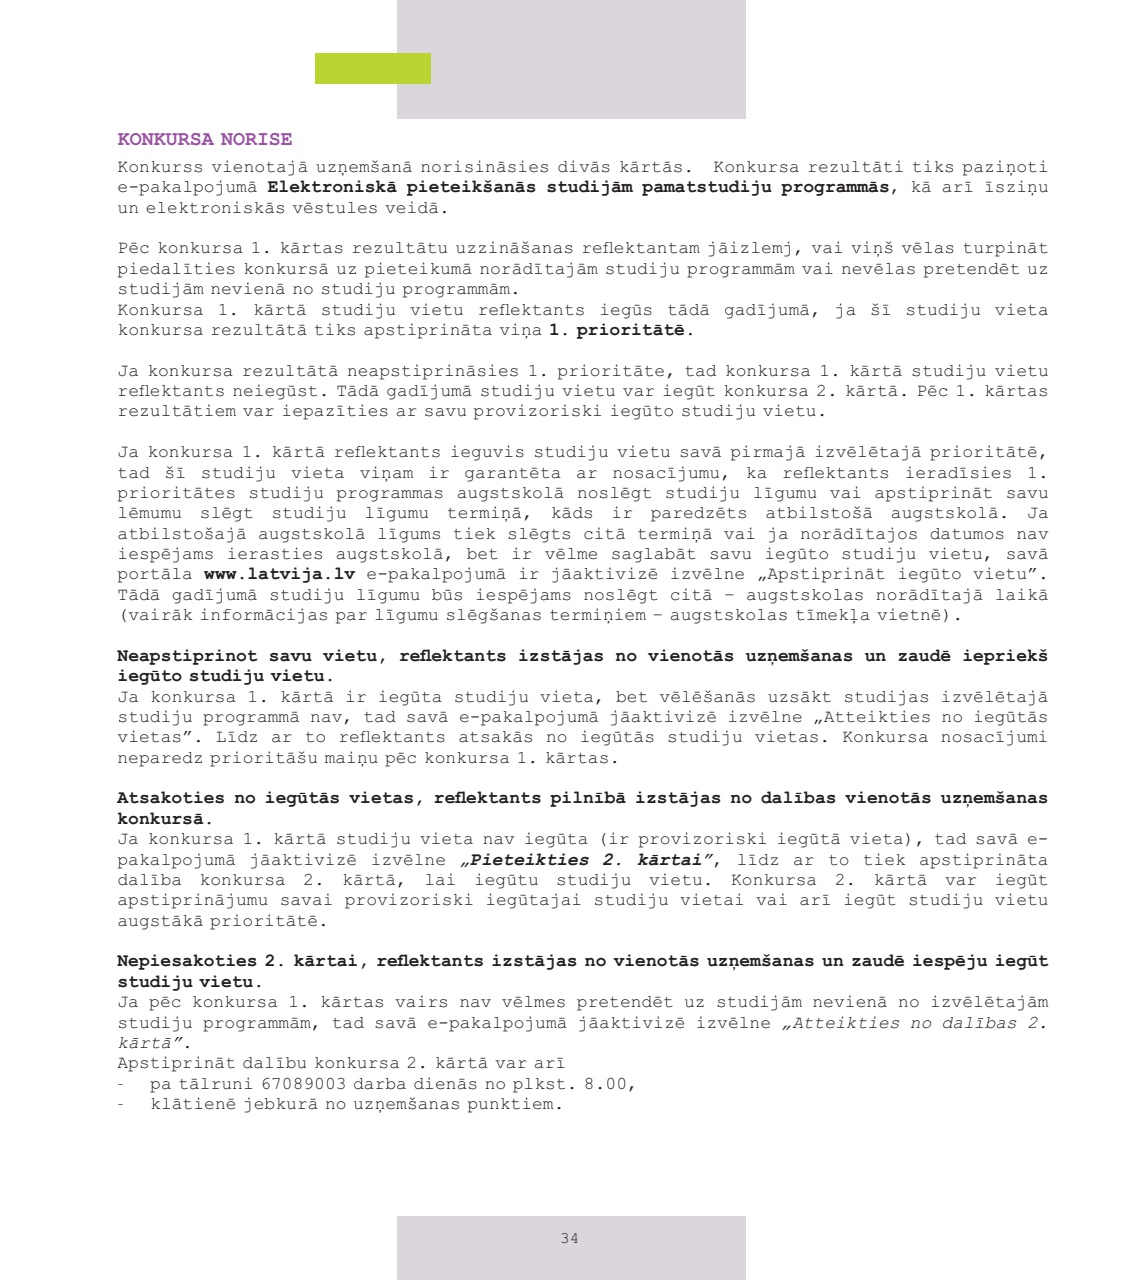 KONKURSA NORISE
Konkurss vienotajā uzņemšanā norisināsies divās kārtās.  Konkursa rezultāti tiks paziņoti
e-pakalpojumā Elektroniskā pieteikšanās studijām pamatstudiju programmās, kā arī īsziņu
un elektroniskās vēstules veidā.
Pēc konkursa 1. kārtas rezultātu uzzināšanas reflektantam jāizlemj, vai viņš vēlas turpināt
piedalīties konkursā uz pieteikumā norādītajām studiju programmām vai nevēlas pretendēt uz
studijām nevienā no studiju programmām.
Konkursa 1. kārtā studiju vietu reflektants iegūs tādā gadījumā, ja šī studiju vieta
konkursa rezultātā tiks apstiprināta viņa 1. prioritātē.
Ja konkursa rezultātā neapstiprināsies 1. prioritāte, tad konkursa 1. kārtā studiju vietu
reflektants neiegūst. Tādā gadījumā studiju vietu var iegūt konkursa 2. kārtā. Pēc 1. kārtas
rezultātiem var iepazīties ar savu provizoriski iegūto studiju vietu.
Ja konkursa 1. kārtā reflektants ieguvis studiju vietu savā pirmajā izvēlētajā prioritātē,
tad šī studiju vieta viņam ir garantēta ar nosacījumu, ka reflektants ieradīsies 1.
prioritātes studiju programmas augstskolā noslēgt studiju līgumu vai apstiprināt savu
lēmumu slēgt studiju līgumu termiņā, kāds ir paredzēts atbilstošā augstskolā. Ja
atbilstošajā augstskolā līgums tiek slēgts citā termiņā vai ja norādītajos datumos nav
iespējams ierasties augstskolā, bet ir vēlme saglabāt savu iegūto studiju vietu, savā
portāla www.latvija.lv e-pakalpojumā ir jāaktivizē izvēlne „Apstiprināt iegūto vietu”.
Tādā gadījumā studiju līgumu būs iespējams noslēgt citā – augstskolas norādītajā laikā
(vairāk informācijas par līgumu slēgšanas termiņiem – augstskolas tīmekļa vietnē).
Neapstiprinot savu vietu, reflektants izstājas no vienotās uzņemšanas un zaudē iepriekš
iegūto studiju vietu.
Ja konkursa 1. kārtā ir iegūta studiju vieta, bet vēlēšanās uzsākt studijas izvēlētajā
studiju programmā nav, tad savā e-pakalpojumā jāaktivizē izvēlne „Atteikties no iegūtās
vietas”. Līdz ar to reflektants atsakās no iegūtās studiju vietas. Konkursa nosacījumi
neparedz prioritāšu maiņu pēc konkursa 1. kārtas.
Atsakoties no iegūtās vietas, reflektants pilnībā izstājas no dalības vienotās uzņemšanas
konkursā.
Ja konkursa 1. kārtā studiju vieta nav iegūta (ir provizoriski iegūtā vieta), tad savā e-
pakalpojumā jāaktivizē izvēlne „Pieteikties 2. kārtai”, līdz ar to tiek apstiprināta
dalība konkursa 2. kārtā, lai iegūtu studiju vietu. Konkursa 2. kārtā var iegūt
apstiprinājumu savai provizoriski iegūtajai studiju vietai vai arī iegūt studiju vietu
augstākā prioritātē.
Nepiesakoties 2. kārtai, reflektants izstājas no vienotās uzņemšanas un zaudē iespēju iegūt
studiju vietu.
Ja pēc konkursa 1. kārtas vairs nav vēlmes pretendēt uz studijām nevienā no izvēlētajām
studiju programmām, tad savā e-pakalpojumā jāaktivizē izvēlne „Atteikties no dalības 2.
kārtā”.
Apstiprināt dalību konkursa 2. kārtā var arī
- pa tālruni 67089003 darba dienās no plkst. 8.00,
- klātienē jebkurā no uzņemšanas punktiem.
34